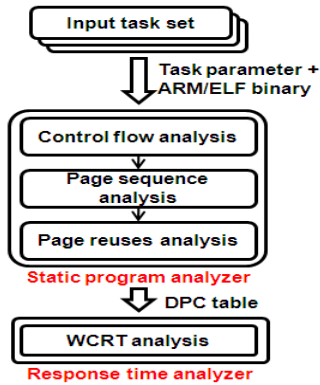 Input task set
Task parameter +
ARM/ELF binary
Control flow analysis
Page sequence
analysis
Page reuses analysis
Static program analyzer
DPC table
WCRT analysis
Response time analyzer